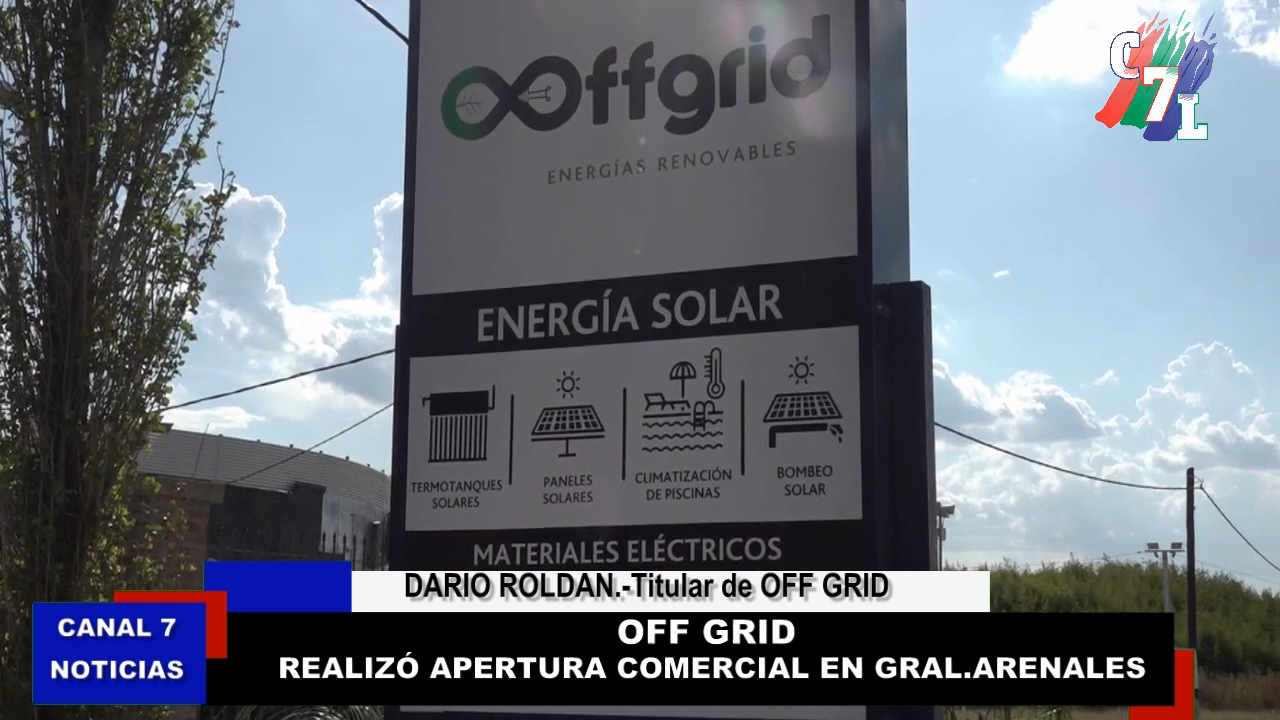 Offgrid
ENERGÍAS RENOVABLES
C7L
ENERGÍA SOLAR
TERMOTANQUES
SOLARES
PANELES
SOLARES
CLIMATIZACIÓN
DE PISCINAS
BOMBEO
SOLAR
MATERIALES ELÉCTRICOS
DARIO ROLDAN.-Titular de OFF GRID
CANAL 7
NOTICIAS
OFF GRID
REALIZÓ APERTURA COMERCIAL EN GRAL.ARENALES